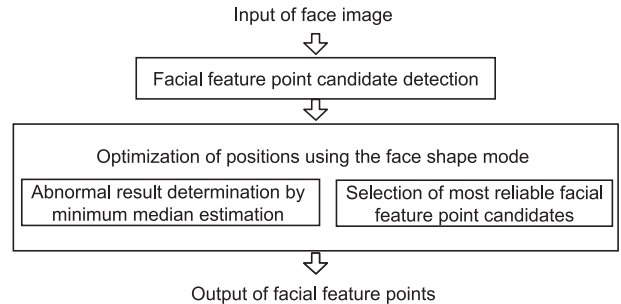 Input of face image
Facial feature point candidate detection
Optimization of positions using the face shape mode
Abnormal result determination by
minimum median estimation
Selection of most reliable facial
feature point candidates
Output of facial feature points